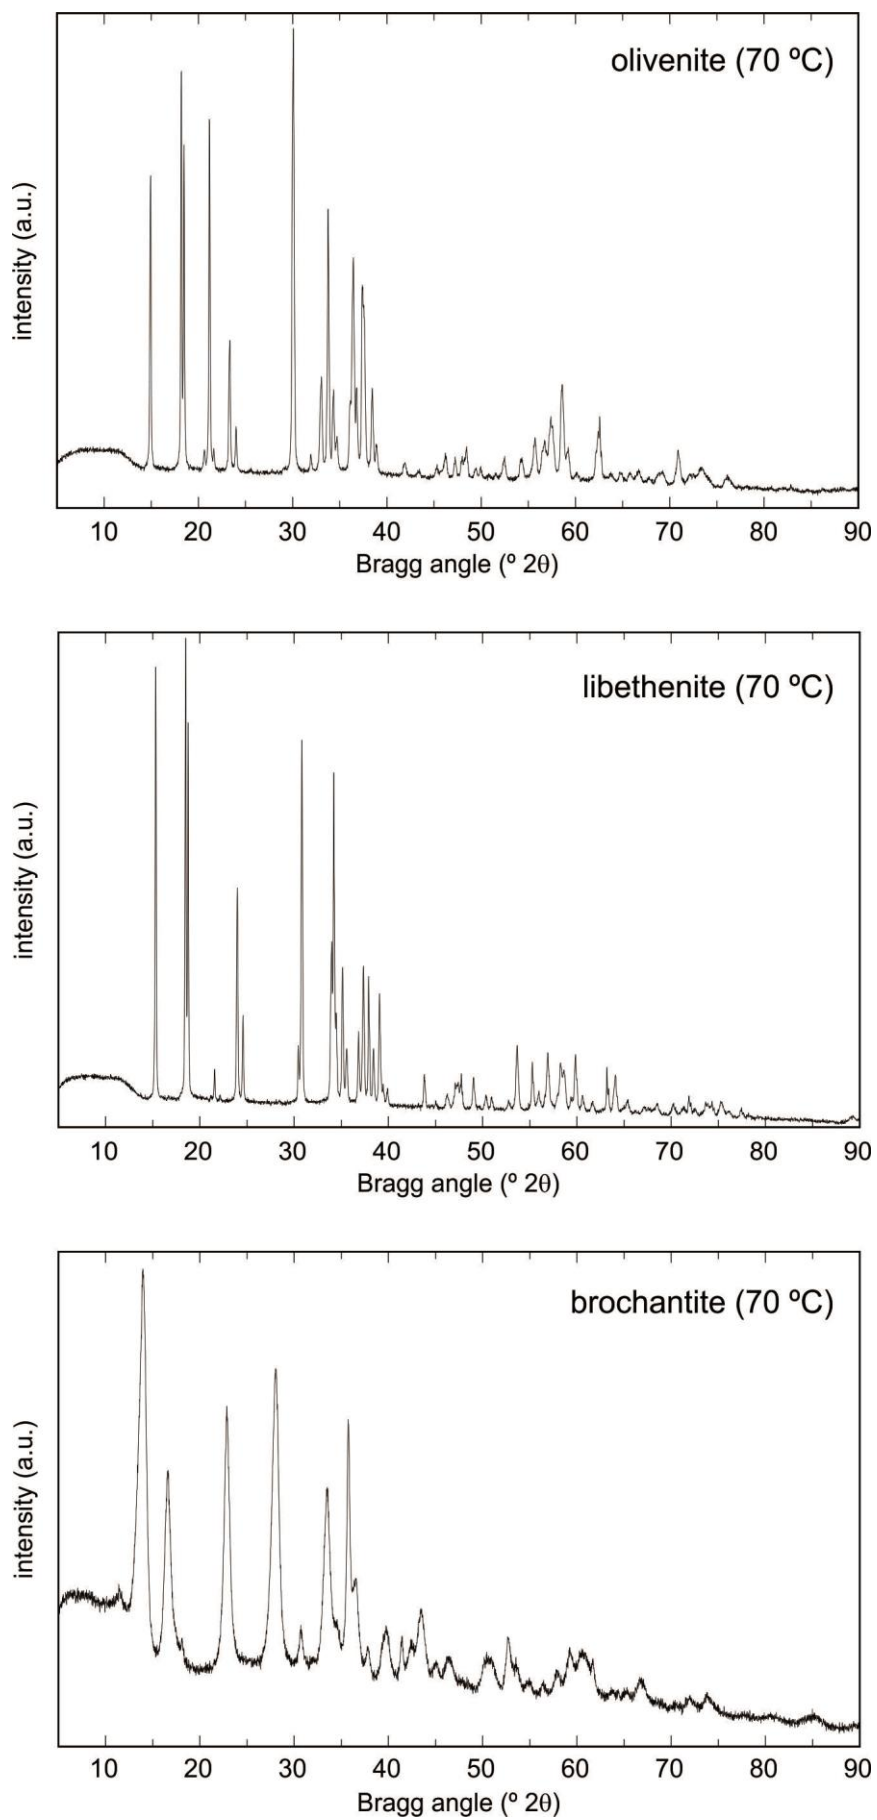 olivenite (70 ºC)
intensity (a.u.)
10 20 30 40 50 60 70 80 90
Bragg angle (º 2θ)
libethenite (70 ºC)
intensity (a.u.)
10 20 30 40 50 60 70 80 90
Bragg angle (º 2θ)
brochantite (70 ºC)
intensity (a.u.)
10 20 30 40 50 60 70 80 90
Bragg angle (º 2θ)